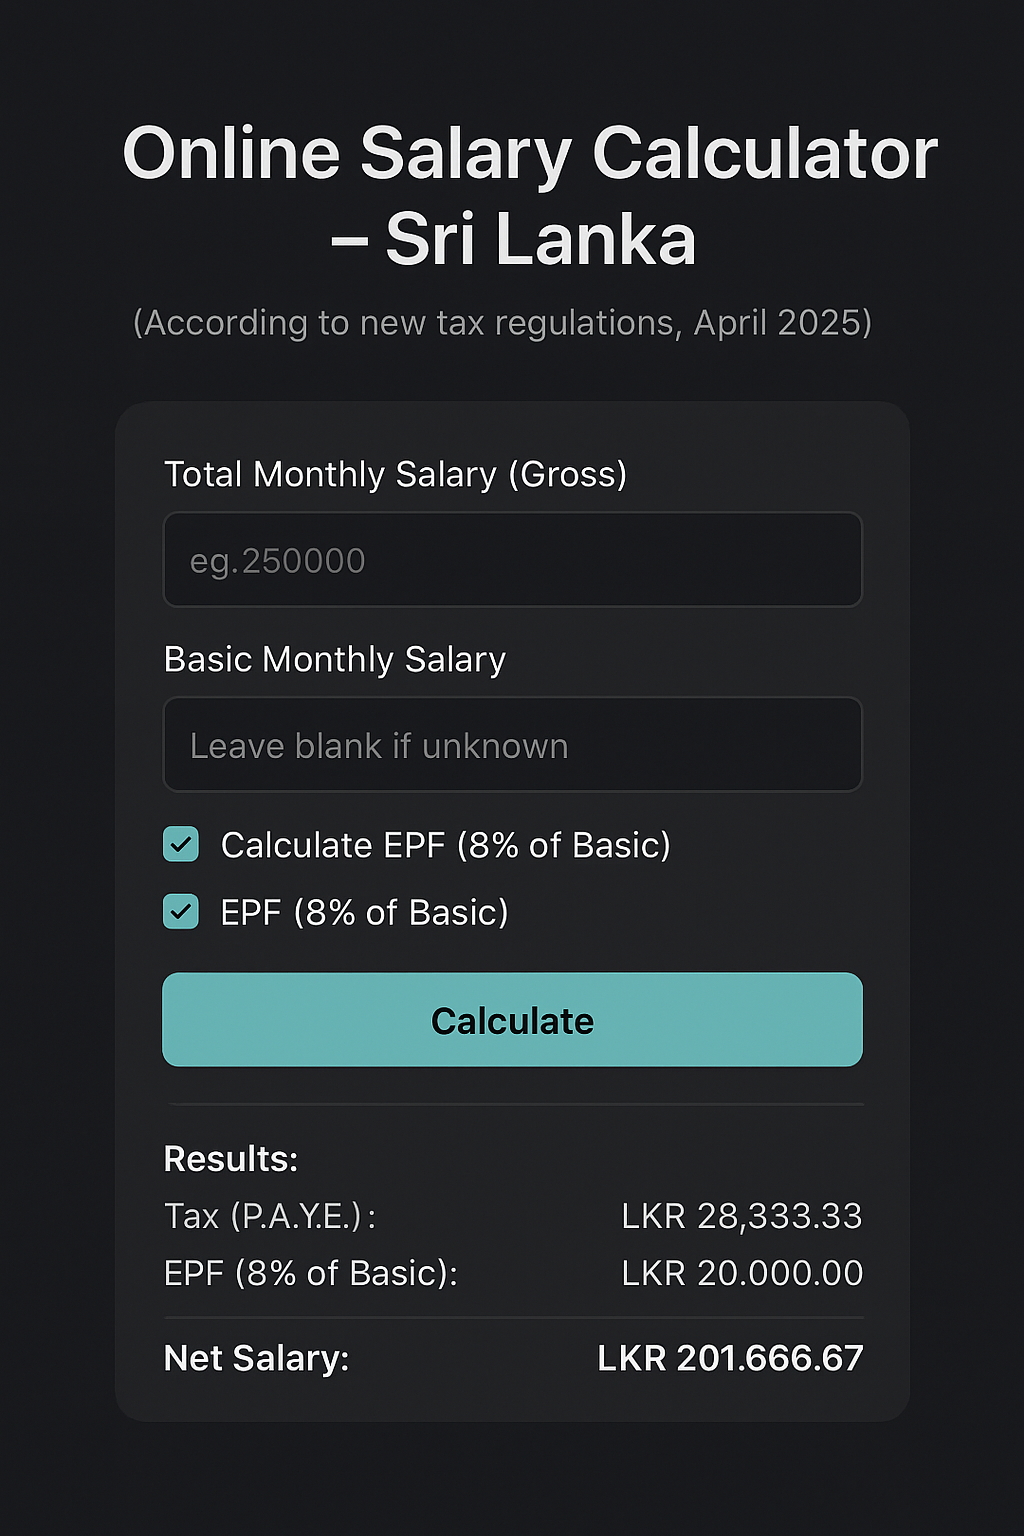 Online Salary Calculator
– Sri Lanka
(According to new tax regulations, April 2025)
Total Monthly Salary (Gross)
eg.250000
Basic Monthly Salary
Leave blank if unknown
Calculate EPF (8% of Basic)
EPF (8% of Basic)
Calculate
Results:
Tax (P.A.Y.E.): LKR 28,333.33
EPF (8% of Basic): LKR 20.000.00
Net Salary: LKR 201.666.67